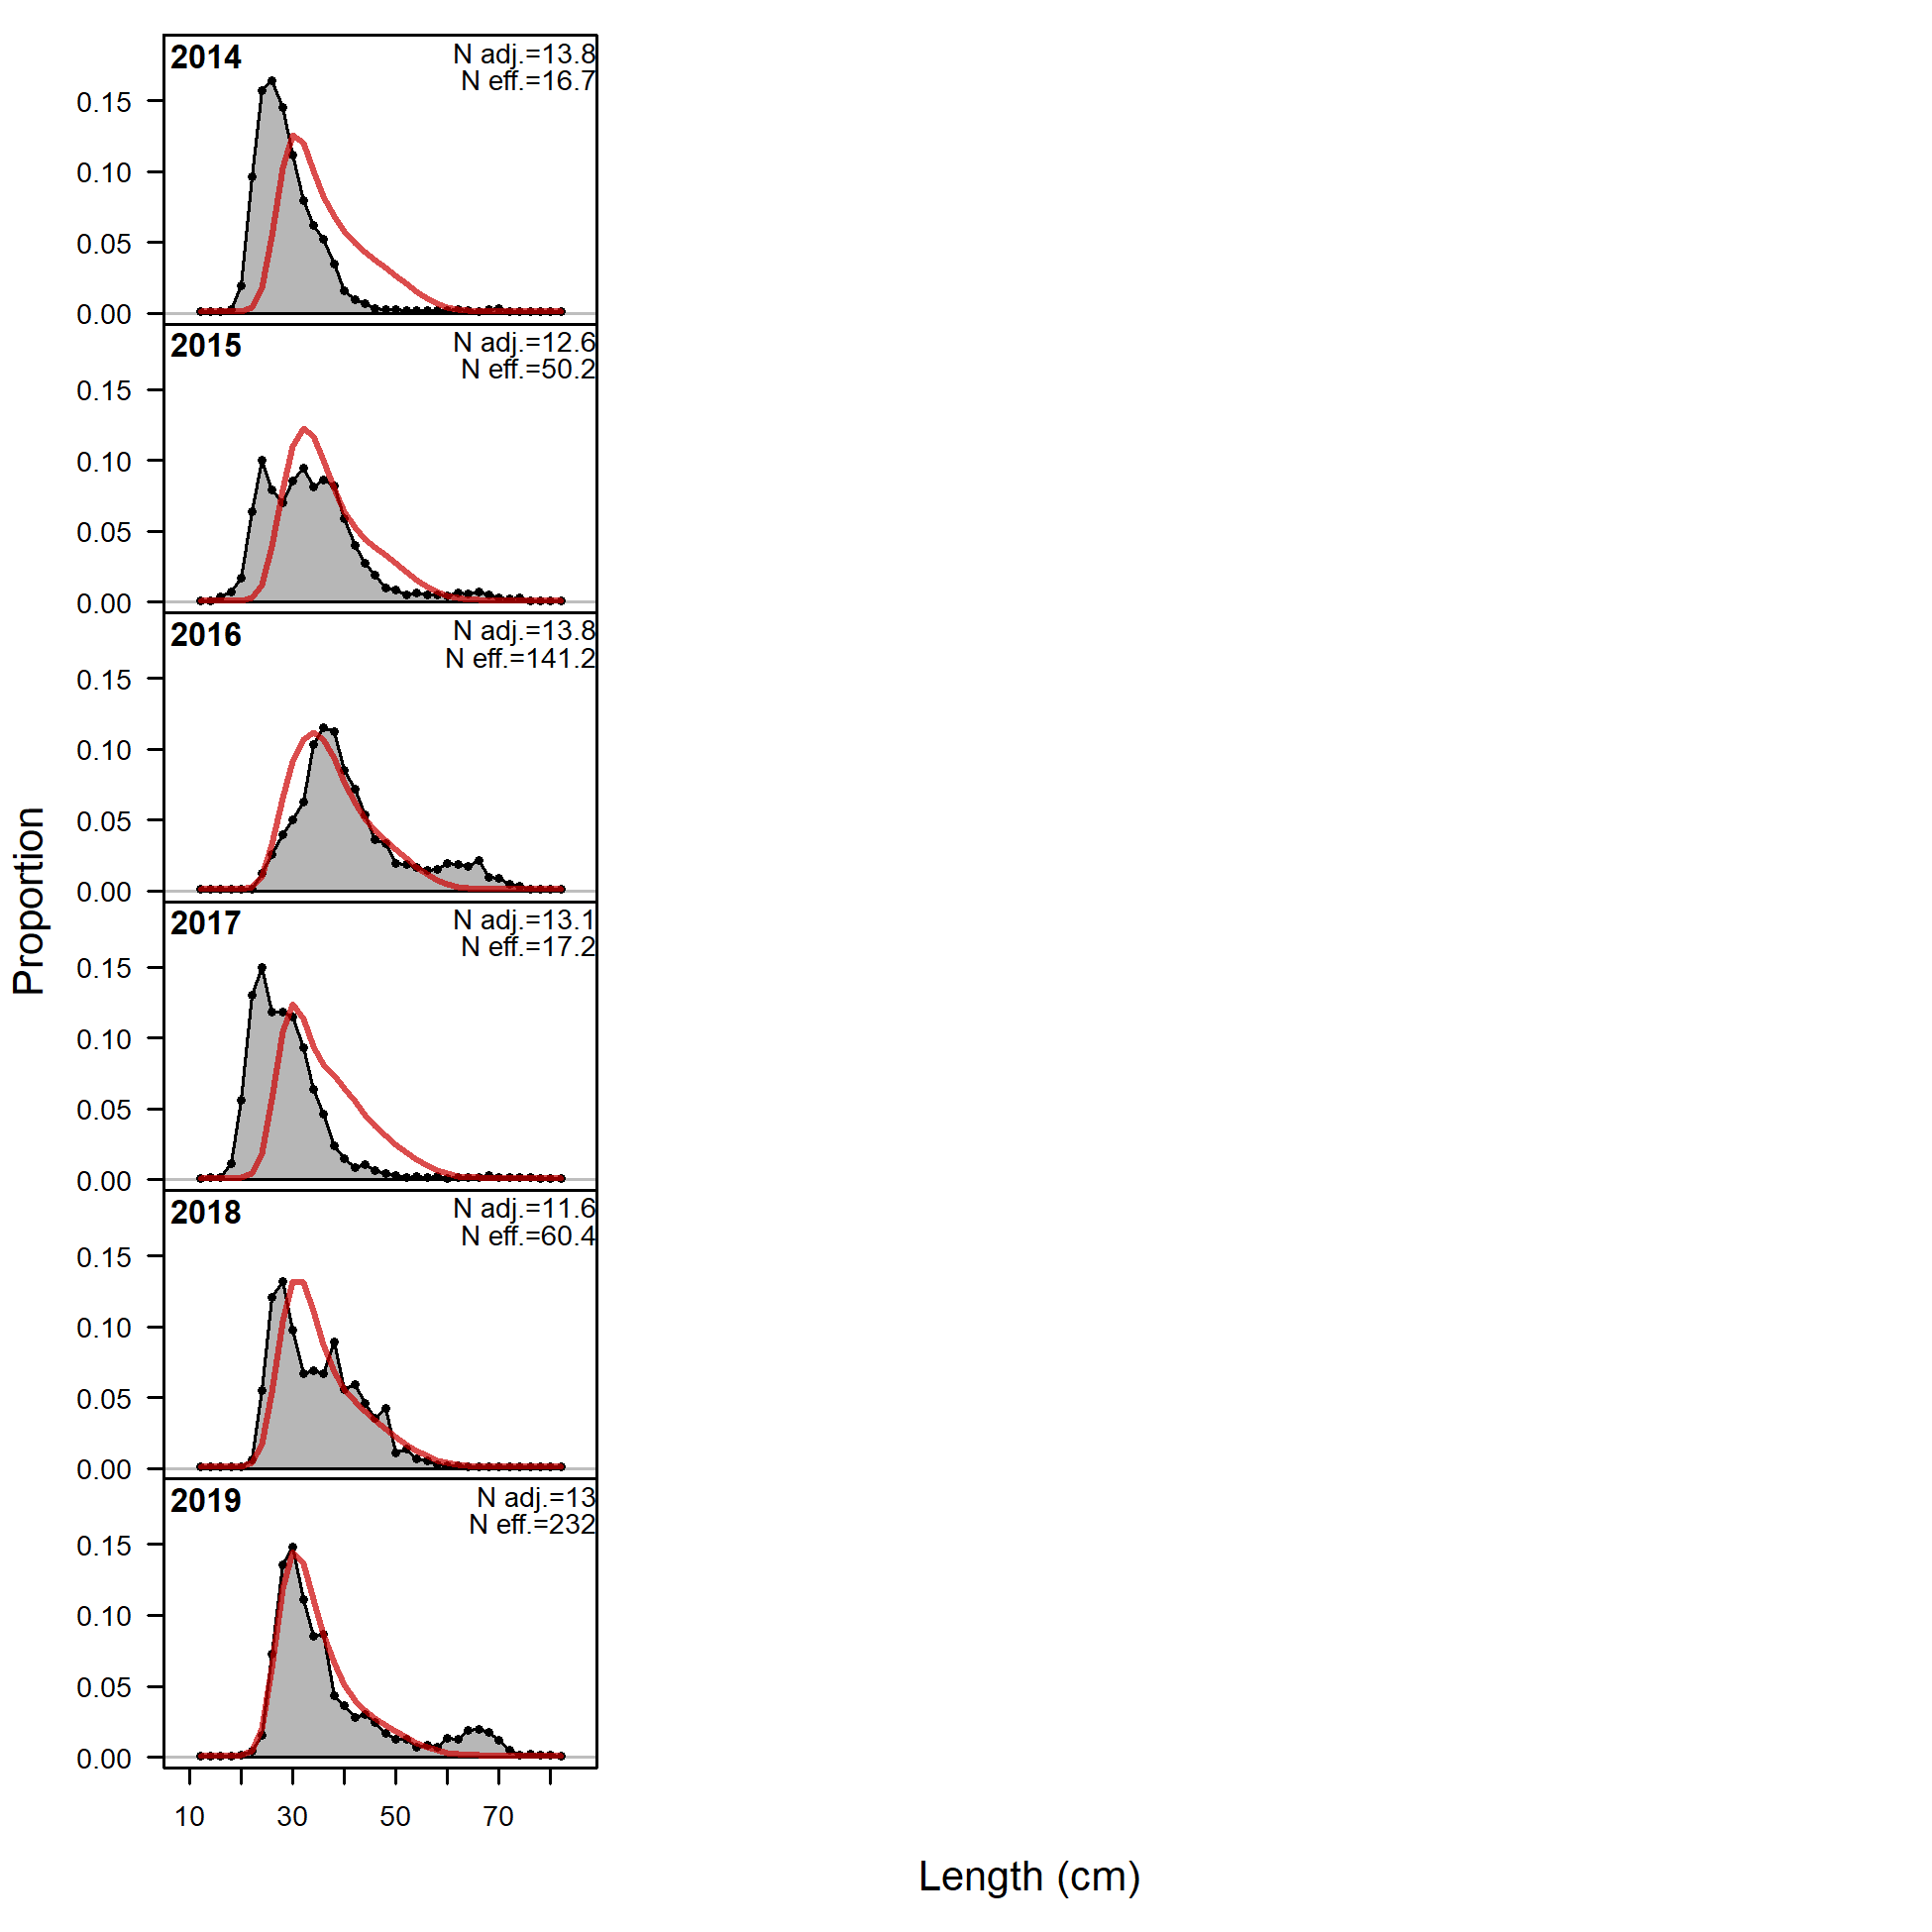 2014
N adj.=13.8
N eff.=16.7
0.15
0.10
0.05
0.00
2015
N adj.=12.6
N eff.=50.2
0.15
0.10
0.05
0.00
2016
N adj.=13.8
N eff.=141.2
0.15
0.10
0.05
0.00
2017
N adj.=13.1
N eff.=17.2
0.15
0.10
0.05
0.00
2018
N adj.=11.6
N eff.=60.4
0.15
0.10
0.05
0.00
2019
N adj.=13
N eff.=232
0.15
0.10
0.05
0.00
10 30 50 70
Proportion
Length (cm)